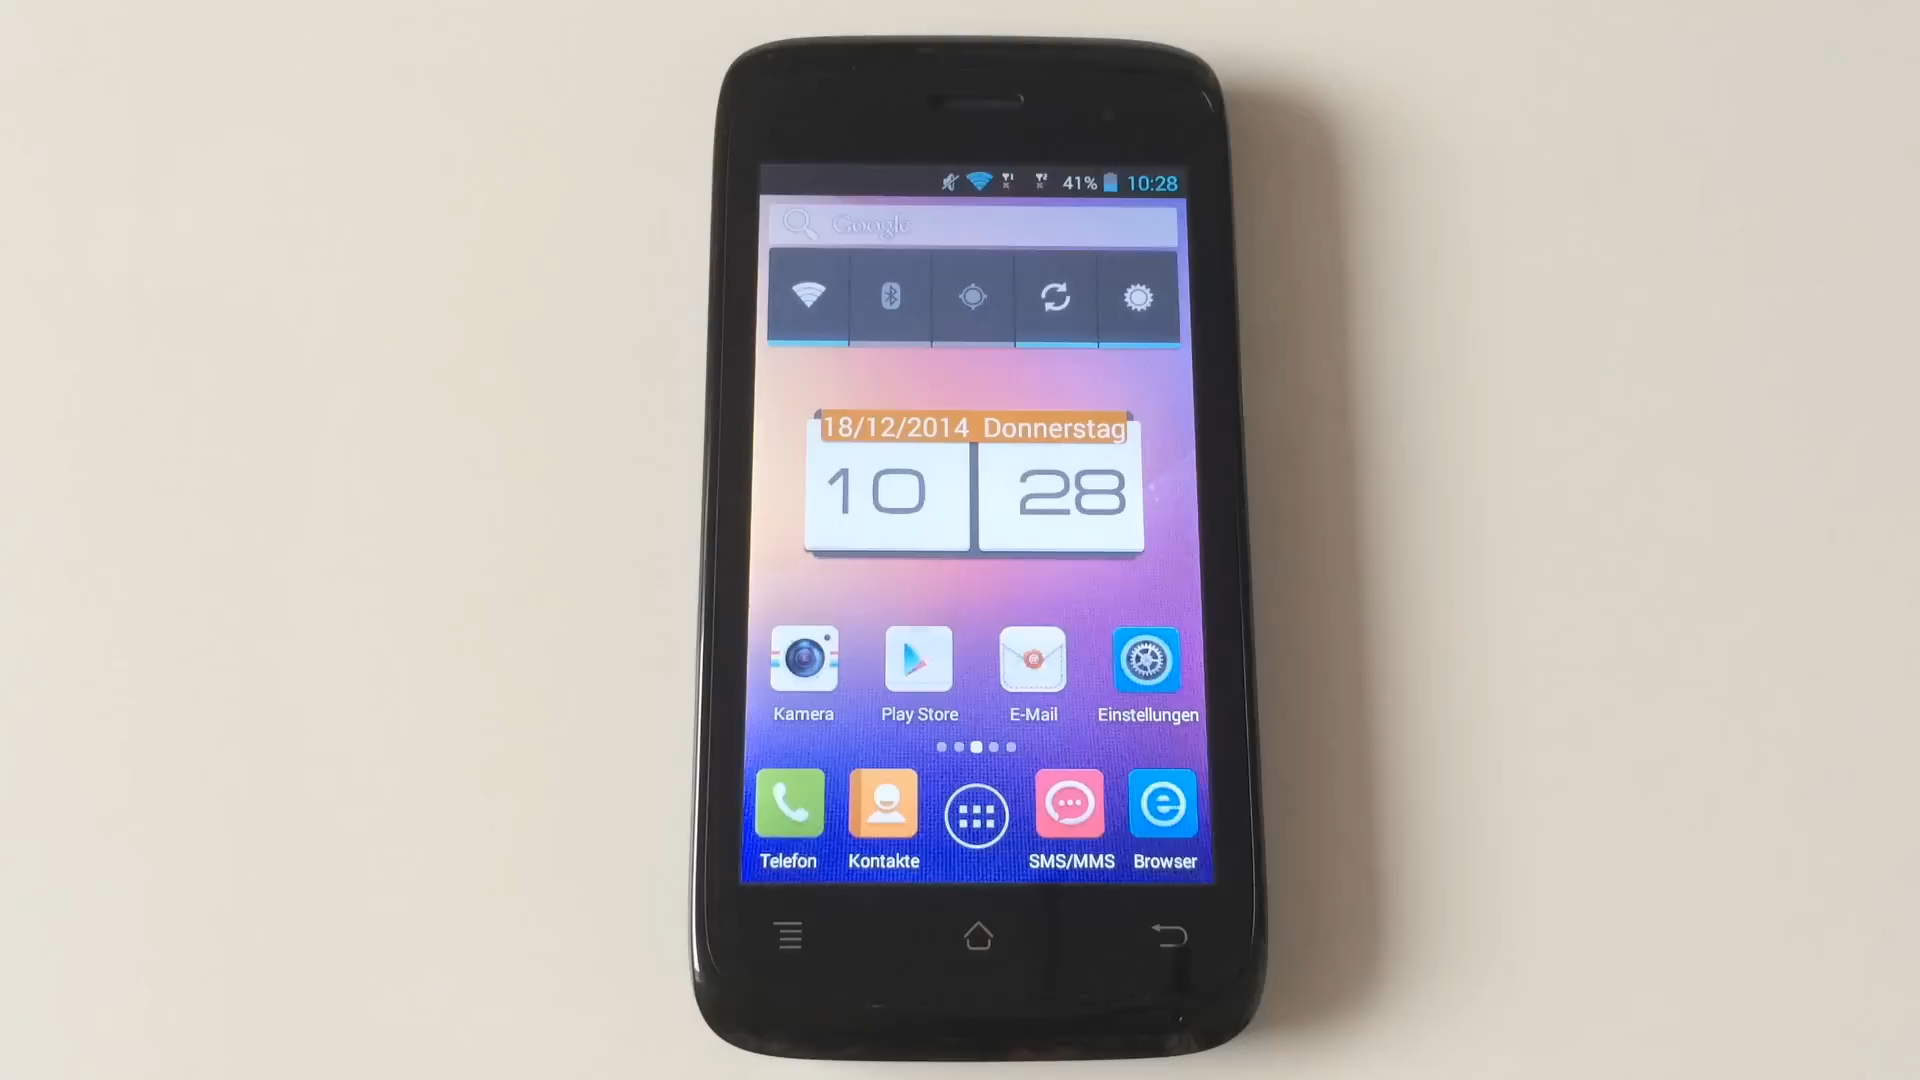 41% 10:28
Google
18/12/2014 Donnerstag
10 28
Kamera Play Store E-Mail Einstellungen
Telefon Kontakte SMS/MMS Browser